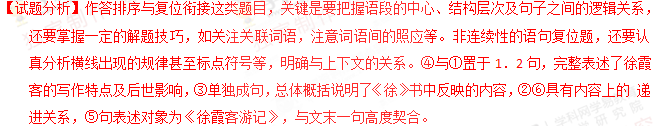 【试题分析】作答排序与复位衔接这类题目，关键是要把握语段的中心、结构层次及句子之间的逻辑关系，
还要掌握一定的解题技巧，如关注关联词语，注意词语间的照应等。非连续性的语句复位题，还要认
真分析横线出现的规律甚至标点符号等，明确与上下文的关系。④与①置于 1．2 句，完整表述了徐霞
客的写作特点及后世影响，③单独成句，总体概括说明了《徐》书中反映的内容，②⑥具有内容上的 递
进关系，⑤句表述对象为《徐霞客游记》，与文末一句高度契合。